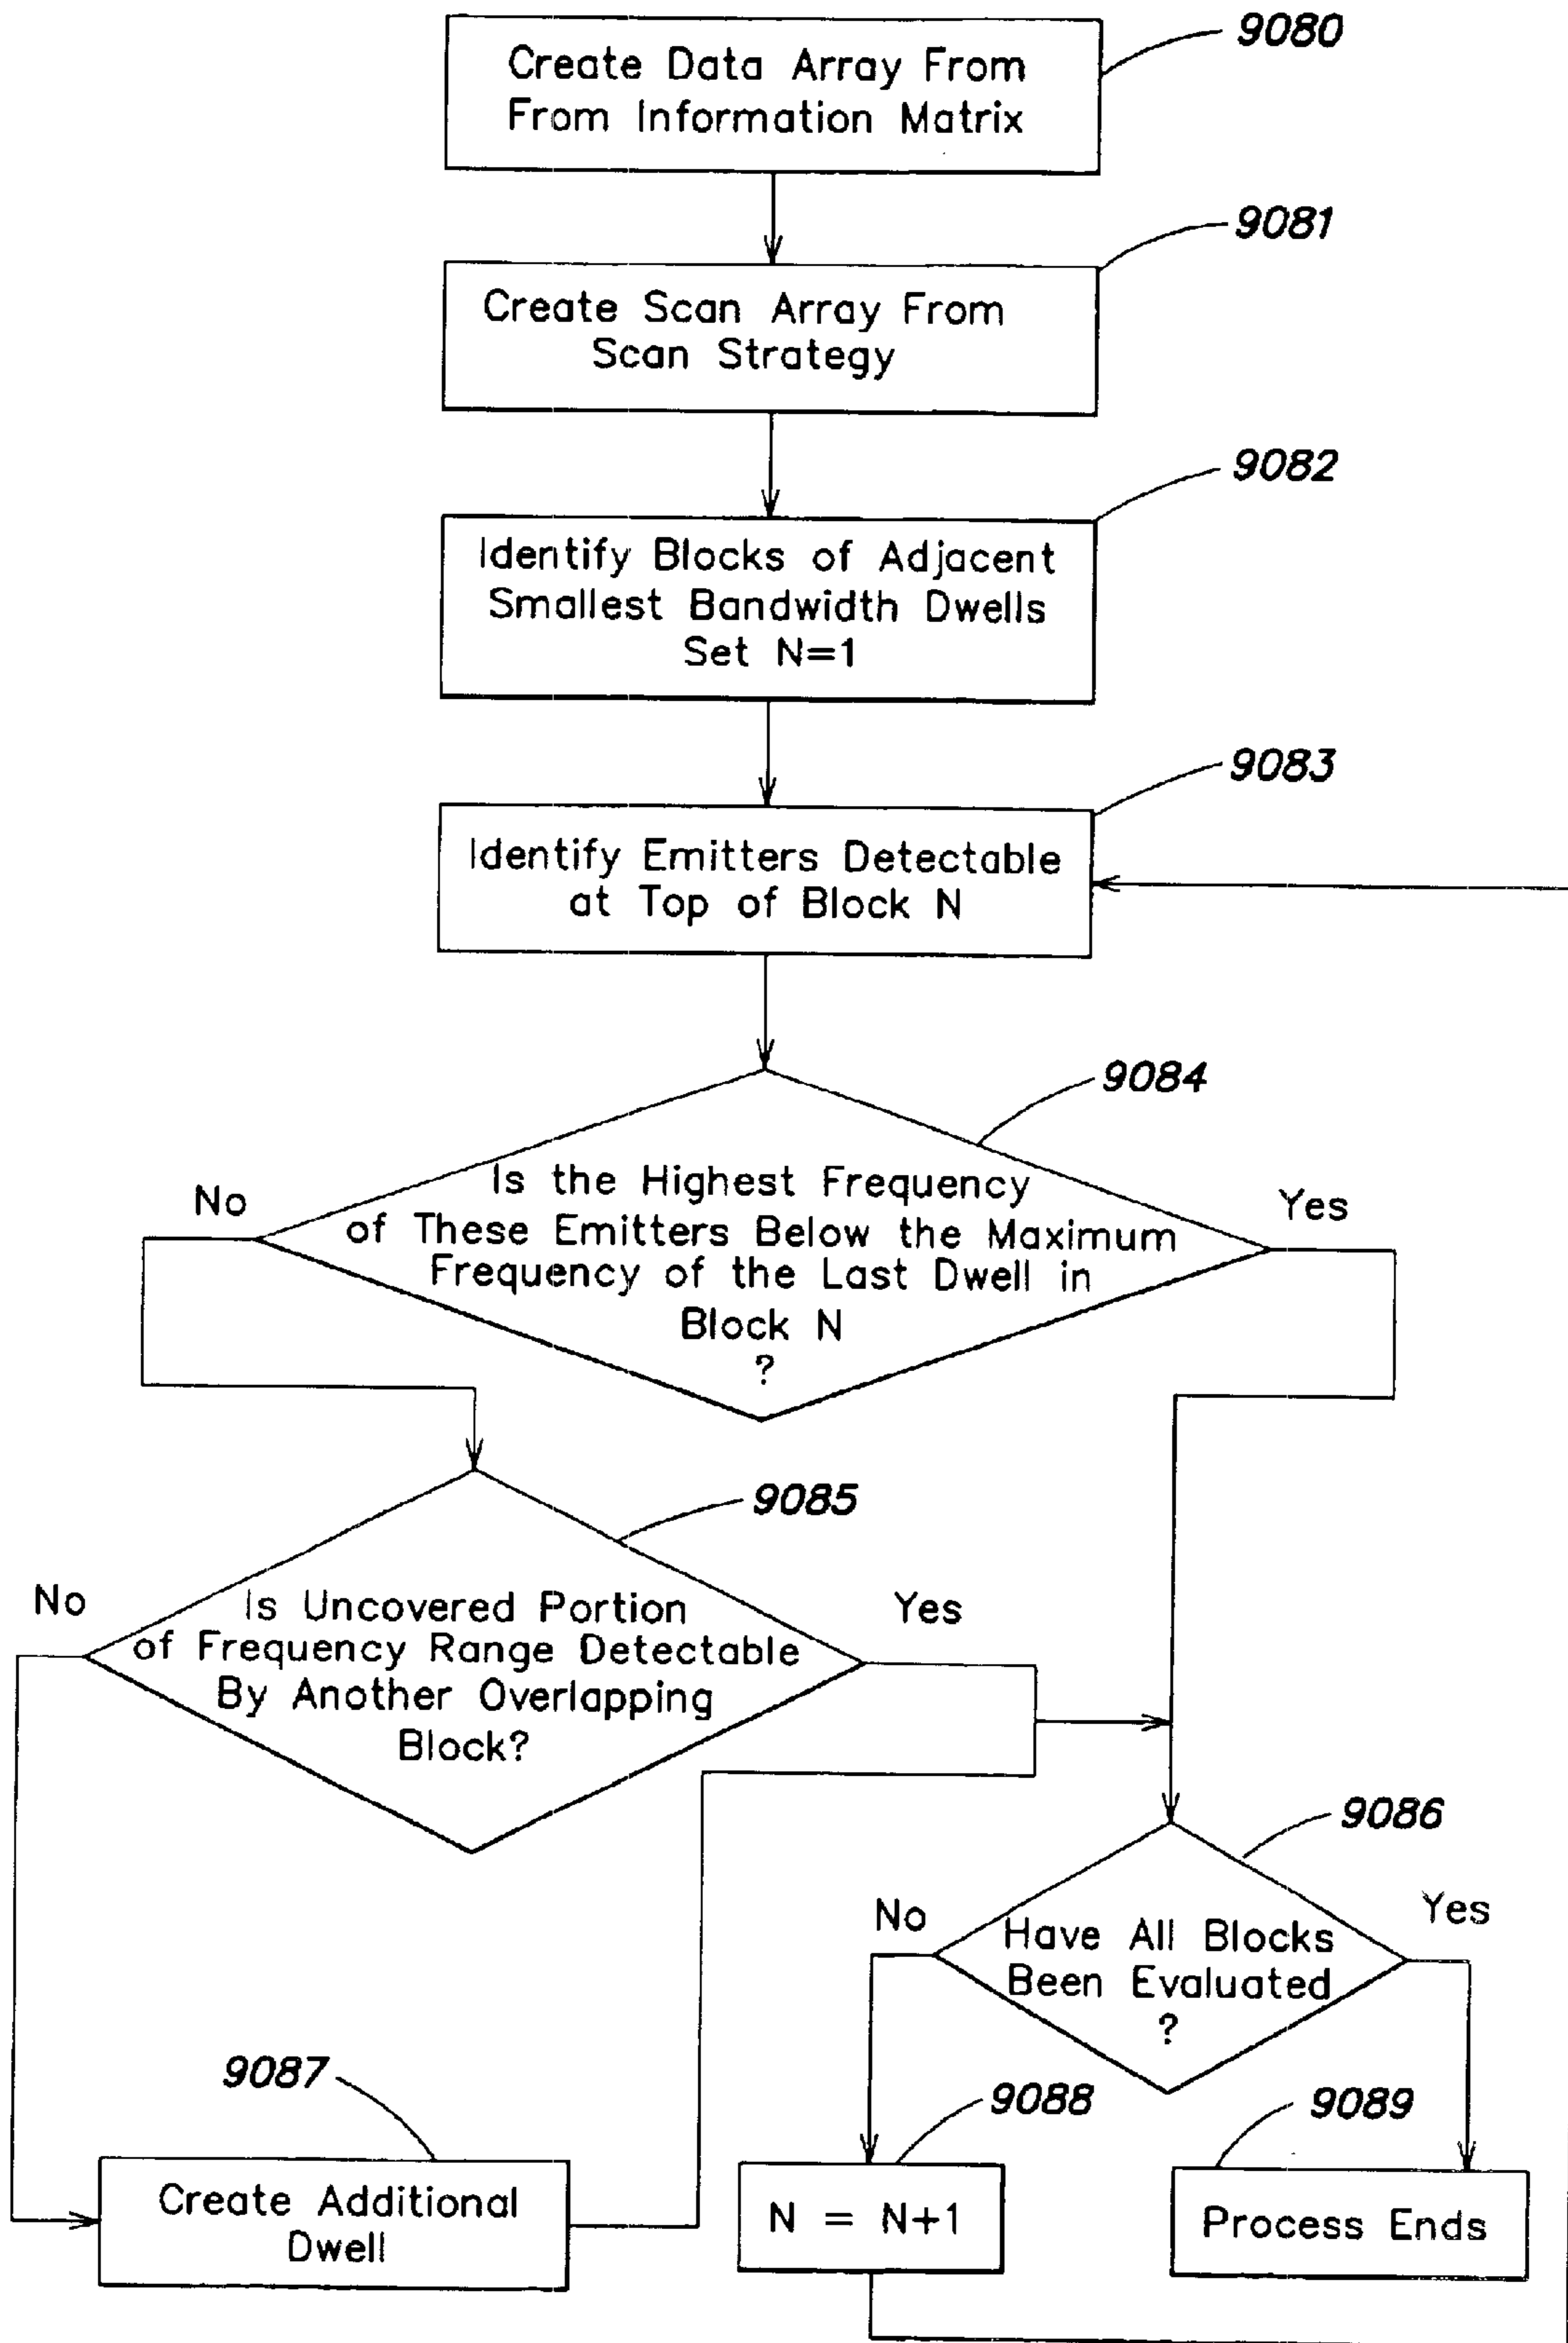 9080
Create Data Array From
From Information Matrix
9081
Create Scan Array From
Scan Strategy
9082
Identify Blocks of Adjacent
Smallest Bandwidth Dwells
Set N=1
9083
Identify Emitters Detectable
at Top of Block N
9084
No
Yes
Is the Highest Frequency
of These Emitters Below the Maximum
Frequency of the Last Dwell in
Block N
?
9085
No
Yes
Is Uncovered Portion
of Frequency Range Detectable
By Another Overlapping
Block?
9086
No
Yes
Have All Blocks
Been Evaluated
?
9087
Create Additional
Dwell
9088
N = N+1
9089
Process Ends